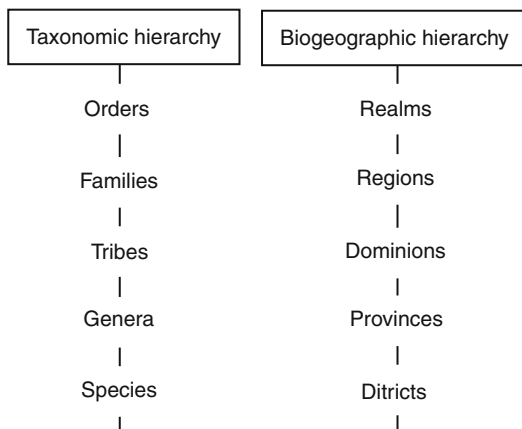 Taxonomic hierarchy
Orders
Families
Tribes
Genera
Species
Biogeographic hierarchy
Realms
Regions
Dominions
Provinces
Ditricts